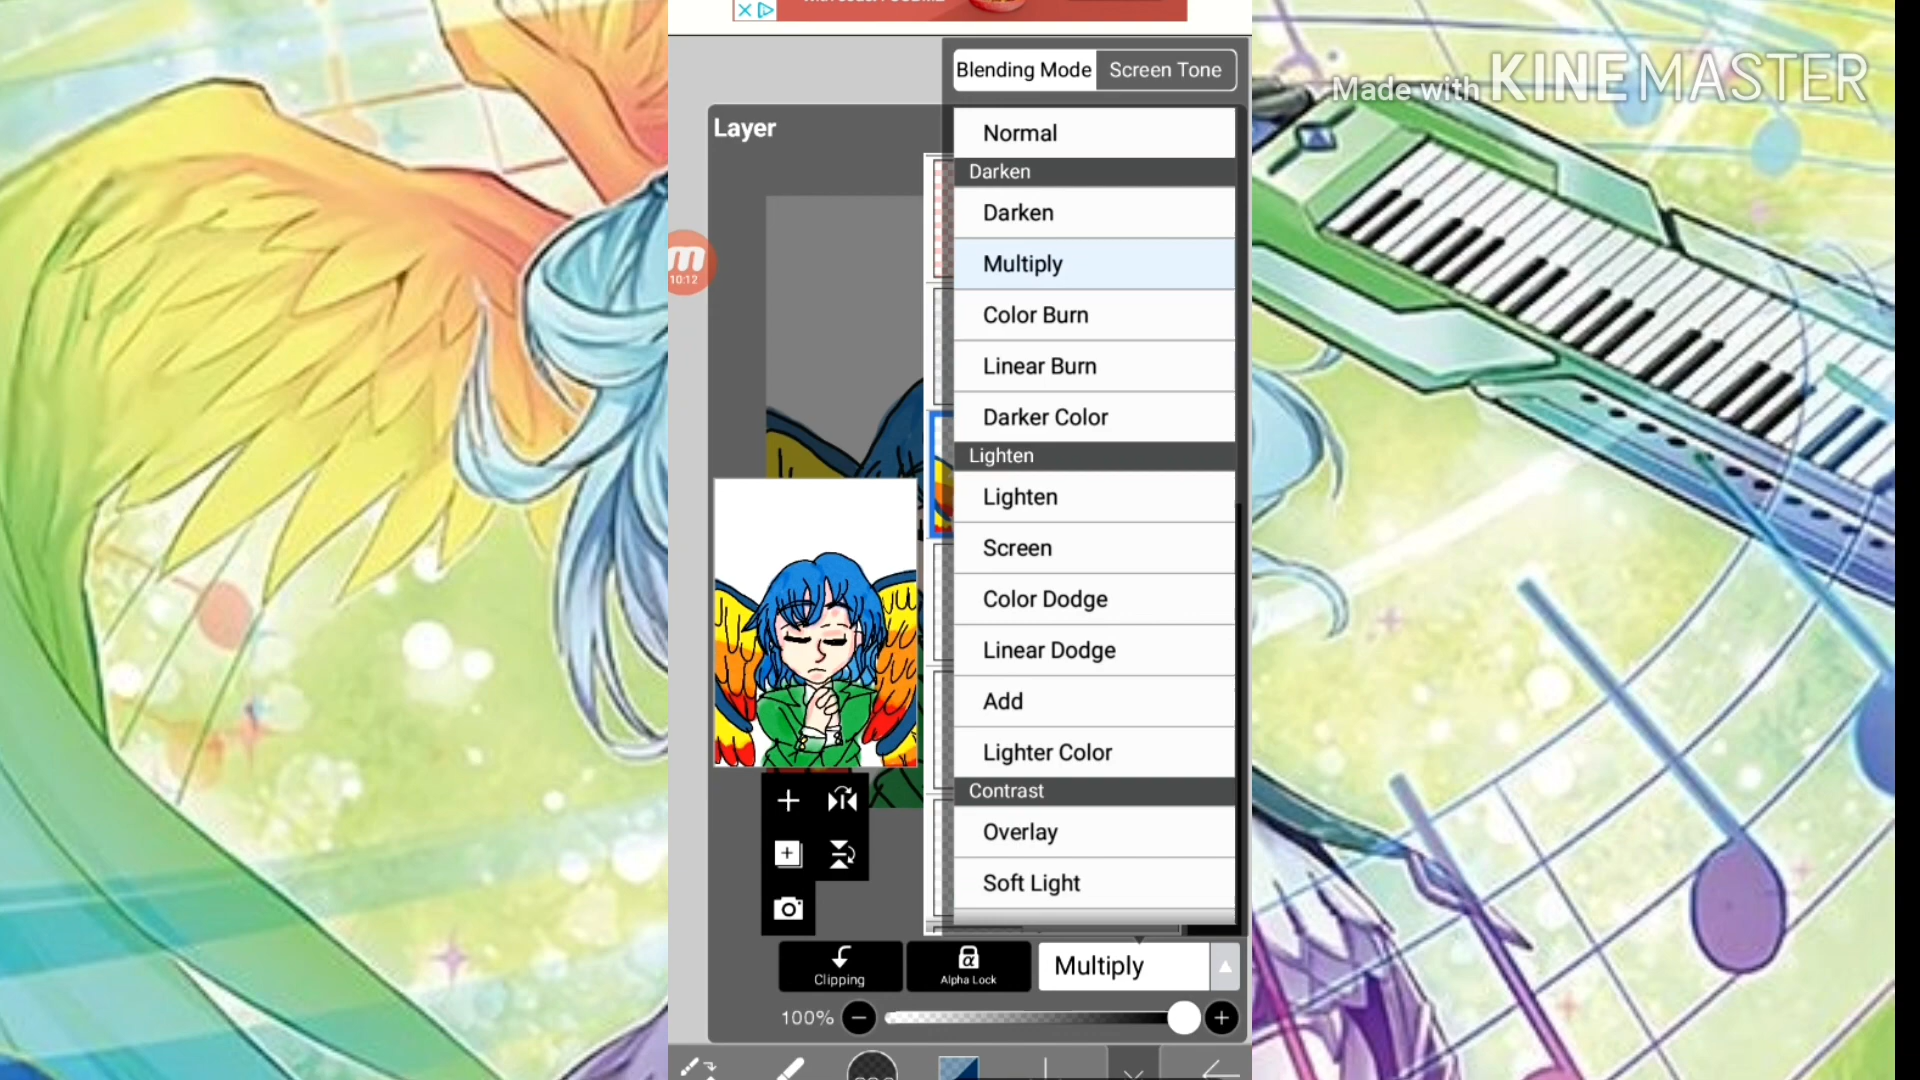 Blending Mode Screen Tone
Made with KINEMASTER
Layer
Normal
Darken
Darken
Multiply
10:12
Color Burn
Linear Burn
Darker Color
Lighten
Lighten
Screen
Color Dodge
Linear Dodge
Add
Lighter Color
Contrast
Overlay
Soft Light
Clipping
Alpha Lock
Multiply
100%